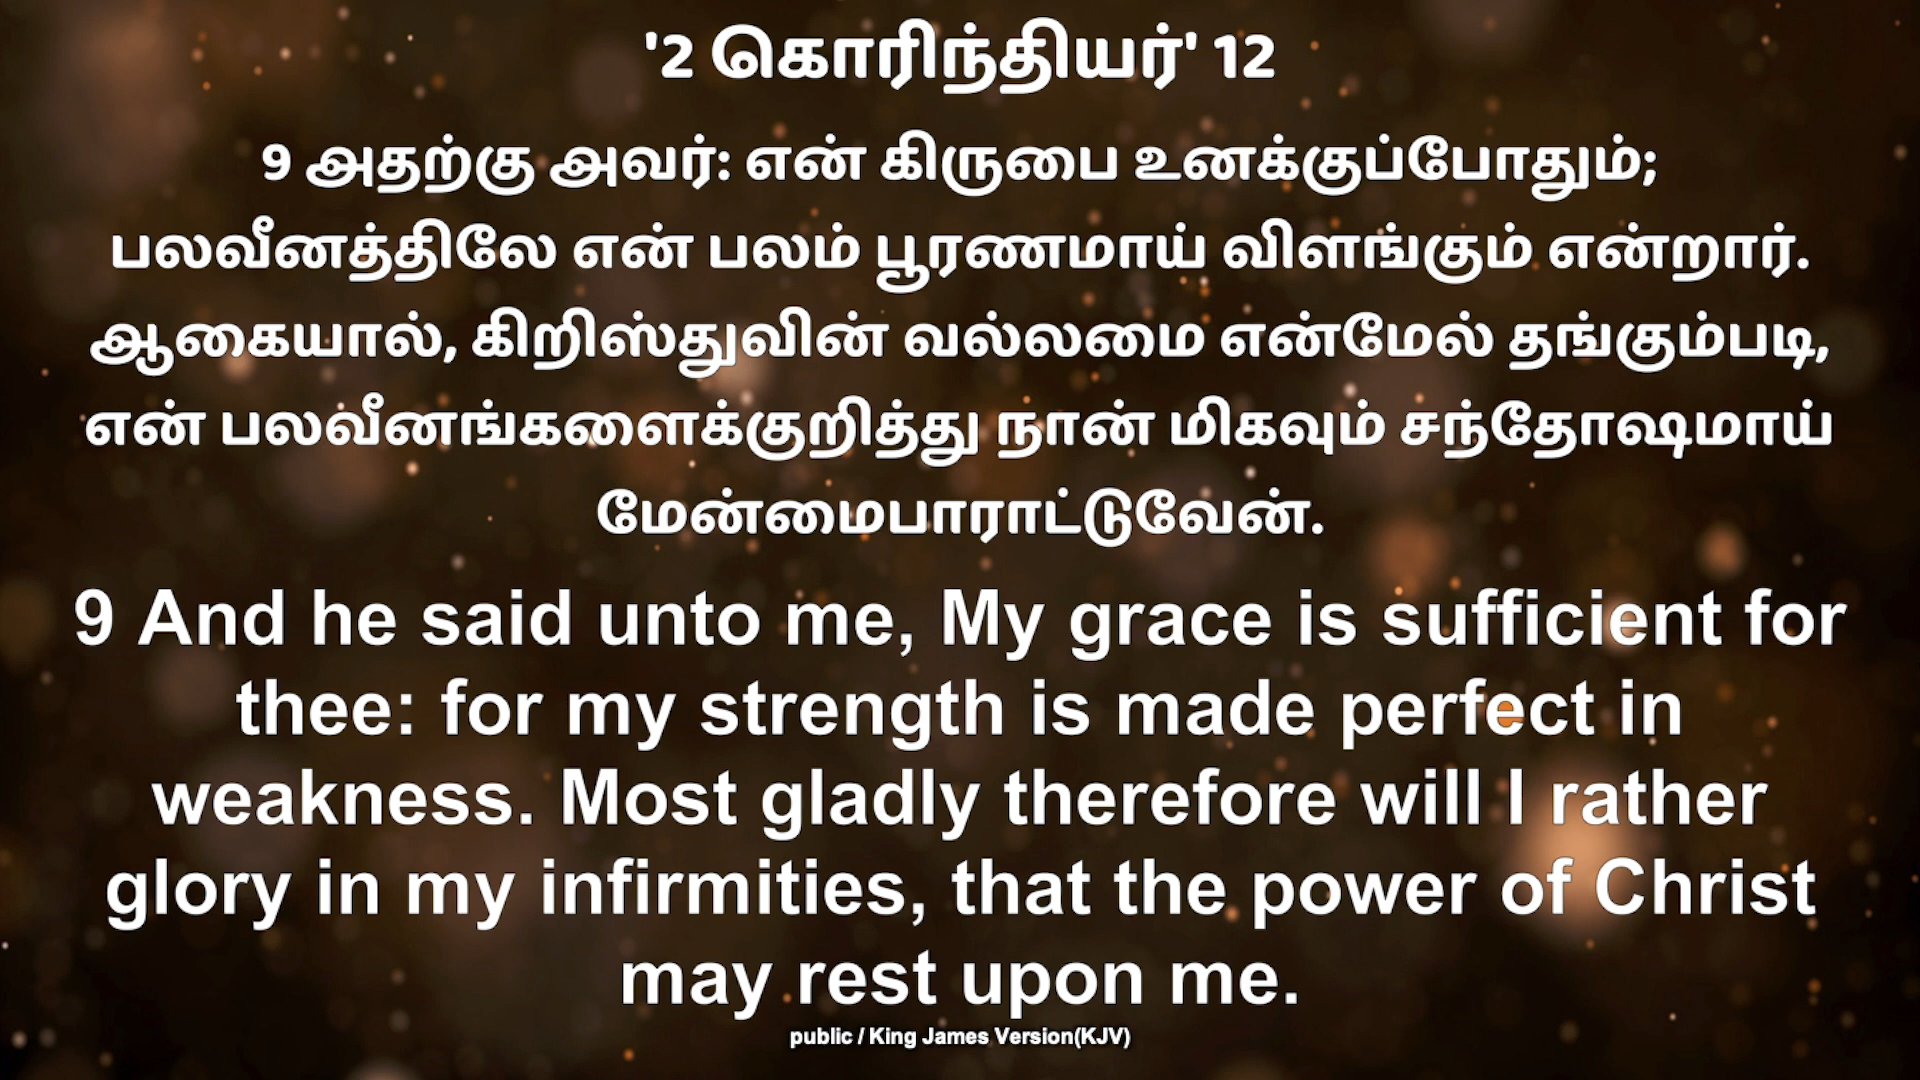 '2 கொரிந்தியர்' 12
9 அதற்கு அவர்: என் கிருபை உனக்குப்போதும்;
பலவீனத்திலே என் பலம் பூரணமாய் விளங்கும் என்றார்.
ஆகையால், கிறிஸ்துவின் வல்லமை என்மேல் தங்கும்படி,
என் பலவீனங்களைக்குறித்து நான் மிகவும் சந்தோஷமாய்
மேன்மைபாராட்டுவேன்.
9 And he said unto me, My grace is sufficient for
thee: for my strength is made perfect in
weakness. Most gladly therefore will I rather
glory in my infirmities, that the power of Christ
may rest upon me.
public / King James Version(KJV)